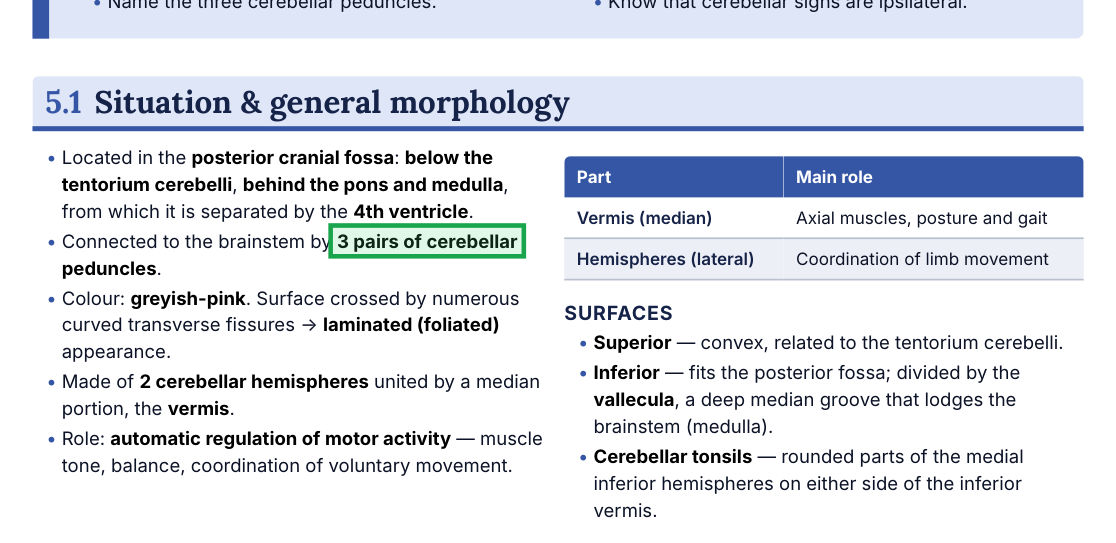 • Name the three cerebellar peduncles.
• Know that cerebellar signs are ipsilateral.
5.1 Situation & general morphology
• Located in the posterior cranial fossa: below the
tentorium cerebelli, behind the pons and medulla,
from which it is separated by the 4th ventricle.
• Connected to the brainstem by 3 pairs of cerebellar
peduncles.
• Colour: greyish-pink. Surface crossed by numerous
curved transverse fissures → laminated (foliated)
appearance.
• Made of 2 cerebellar hemispheres united by a median
portion, the vermis.
• Role: automatic regulation of motor activity — muscle
tone, balance, coordination of voluntary movement.
Part Main role
Vermis (median) Axial muscles, posture and gait
Hemispheres (lateral) Coordination of limb movement
SURFACES
• Superior — convex, related to the tentorium cerebelli.
• Inferior — fits the posterior fossa; divided by the
vallecula, a deep median groove that lodges the
brainstem (medulla).
• Cerebellar tonsils — rounded parts of the medial
inferior hemispheres on either side of the inferior
vermis.